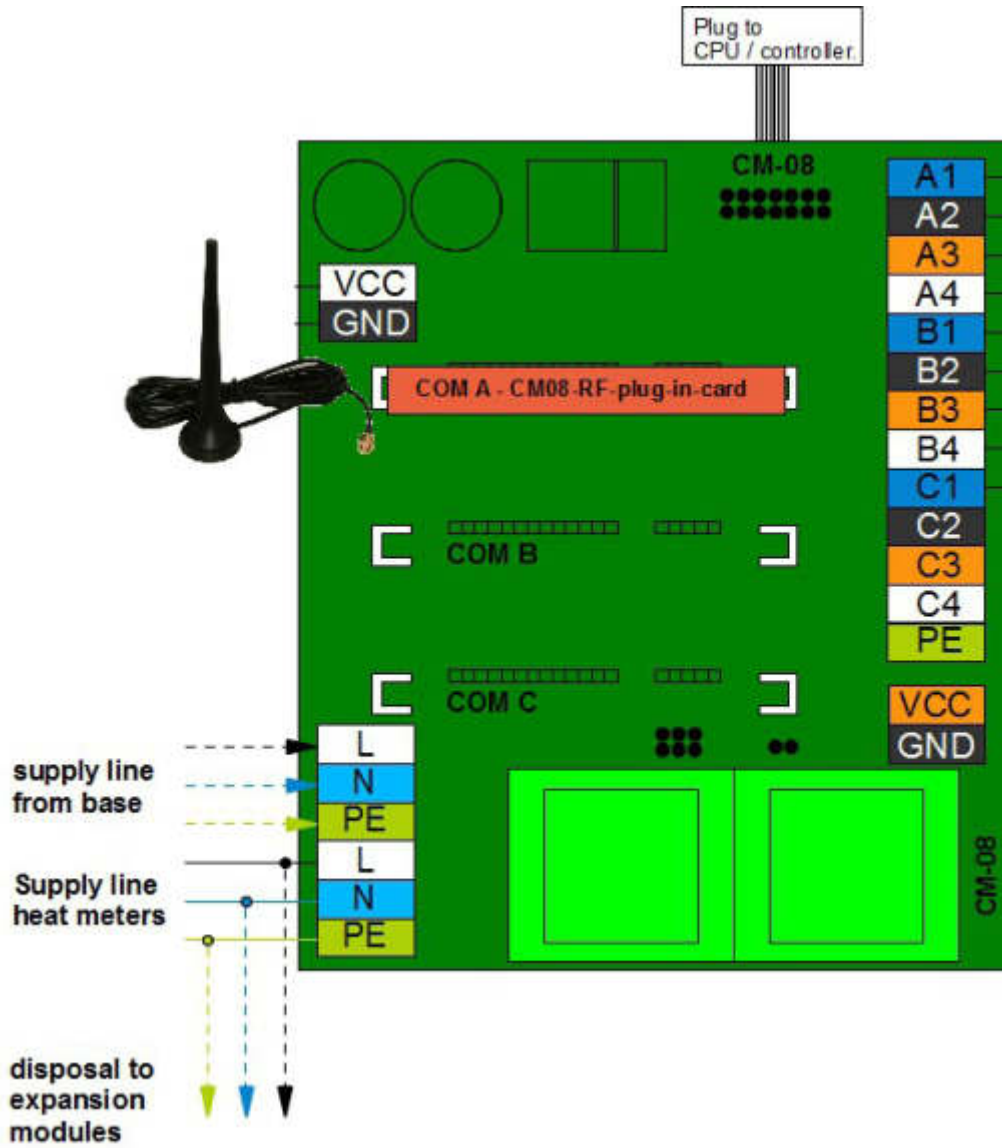 Plug to
CPU / controller.
CM-08
A1
A2
A3
A4
B1
B2
B3
B4
C1
C2
C3
C4
PE
VCC
GND
VCC
GND
COM A - CM08-RF-plug-in-card
COM B
COM C
L
N
PE
L
N
PE
supply line
from base
Supply line
heat meters
CM-08
disposal to
expansion
modules